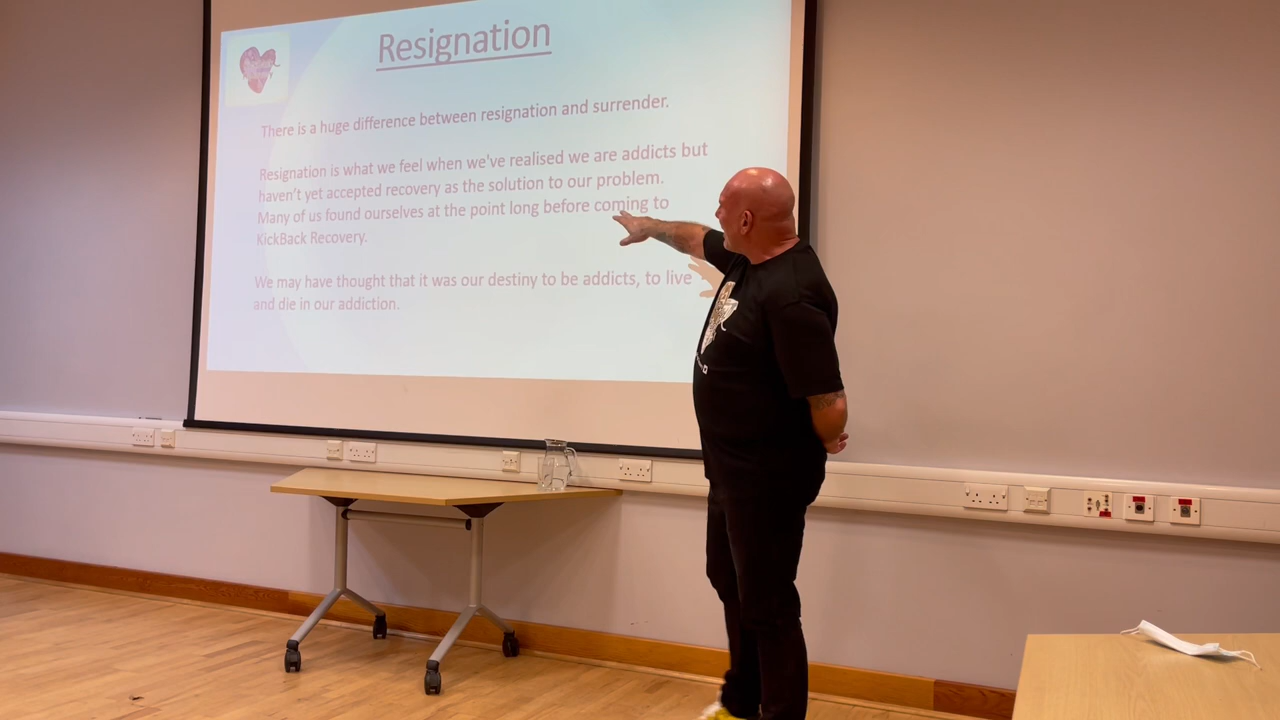 Resignation
There is a huge difference between resignation and surrender.
Resignation is what we feel when we've realised we are addicts but
haven't yet accepted recovery as the solution to our problem.
Many of us found ourselves at the point long before coming to
KickBack Recovery.
We may have thought that it was our destiny to be addicts, to live
and die in our addiction.